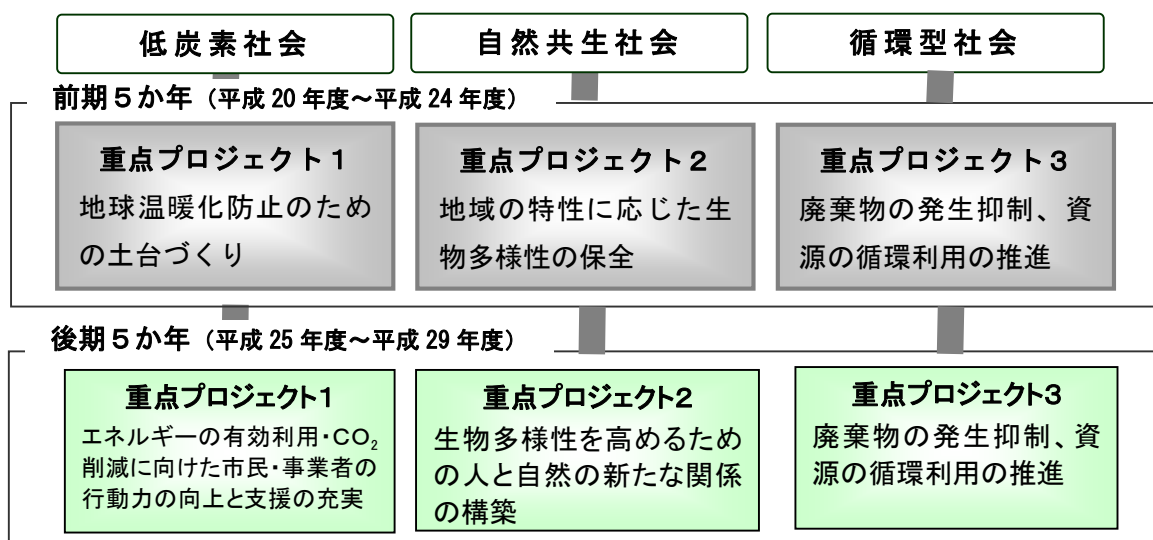 低炭素社会
自然共生社会
循環型社会
前期５か年（平成 20 年度～平成 24 年度）
重点プロジェクト１
地球温暖化防止のため
の土台づくり
重点プロジェクト２
地域の特性に応じた生
物多様性の保全
重点プロジェクト３
廃棄物の発生抑制、資
源の循環利用の推進
後期５か年（平成 25 年度～平成 29 年度）
重点プロジェクト1
エネルギーの有効利用・CO₂
削減に向けた市民・事業者の
行動力の向上と支援の充実
重点プロジェクト2
生物多様性を高めるため
の人と自然の新たな関係
の構築
重点プロジェクト3
廃棄物の発生抑制、資
源の循環利用の推進